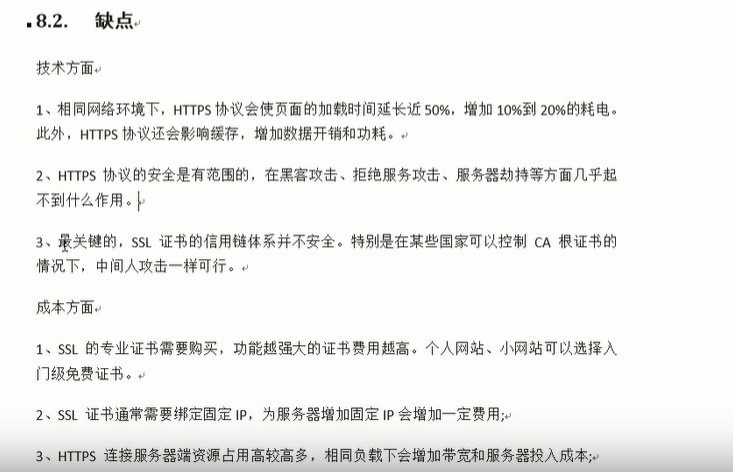 8.2. 缺点
技术方面
1、相同网络环境下，HTTPS 协议会使页面的加载时间延长近 50%，增加 10%到 20%的耗电。
此外，HTTPS 协议还会影响缓存，增加数据开销和功耗。
2、HTTPS 协议的安全是有范围的，在黑客攻击、拒绝服务攻击、服务器劫持等方面几乎起
不到什么作用。
3、最关键的，SSL 证书的信用链体系并不安全。特别是在某些国家可以控制 CA 根证书的
情况下，中间人攻击一样可行。
成本方面
1、SSL 的专业证书需要购买，功能越强大的证书费用越高。个人网站、小网站可以选择入
门级免费证书。
2、SSL 证书通常需要绑定固定 IP，为服务器增加固定 IP 会增加一定费用;
3、HTTPS 连接服务器端资源占用高较高多，相同负载下会增加带宽和服务器投入成本;